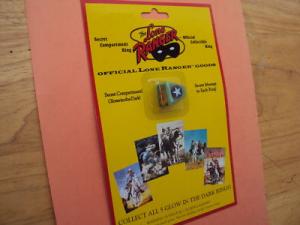 Secret
Compartment
Ring
The
Lone
Ranger
Official
Collectible
Ring
OFFICIAL LONE RANGER GOODS
Secret Compartment!
(Glows in the Dark)
Secret Message
in Each Ring!
COLLECT ALL 5 GLOW IN THE DARK RINGS!